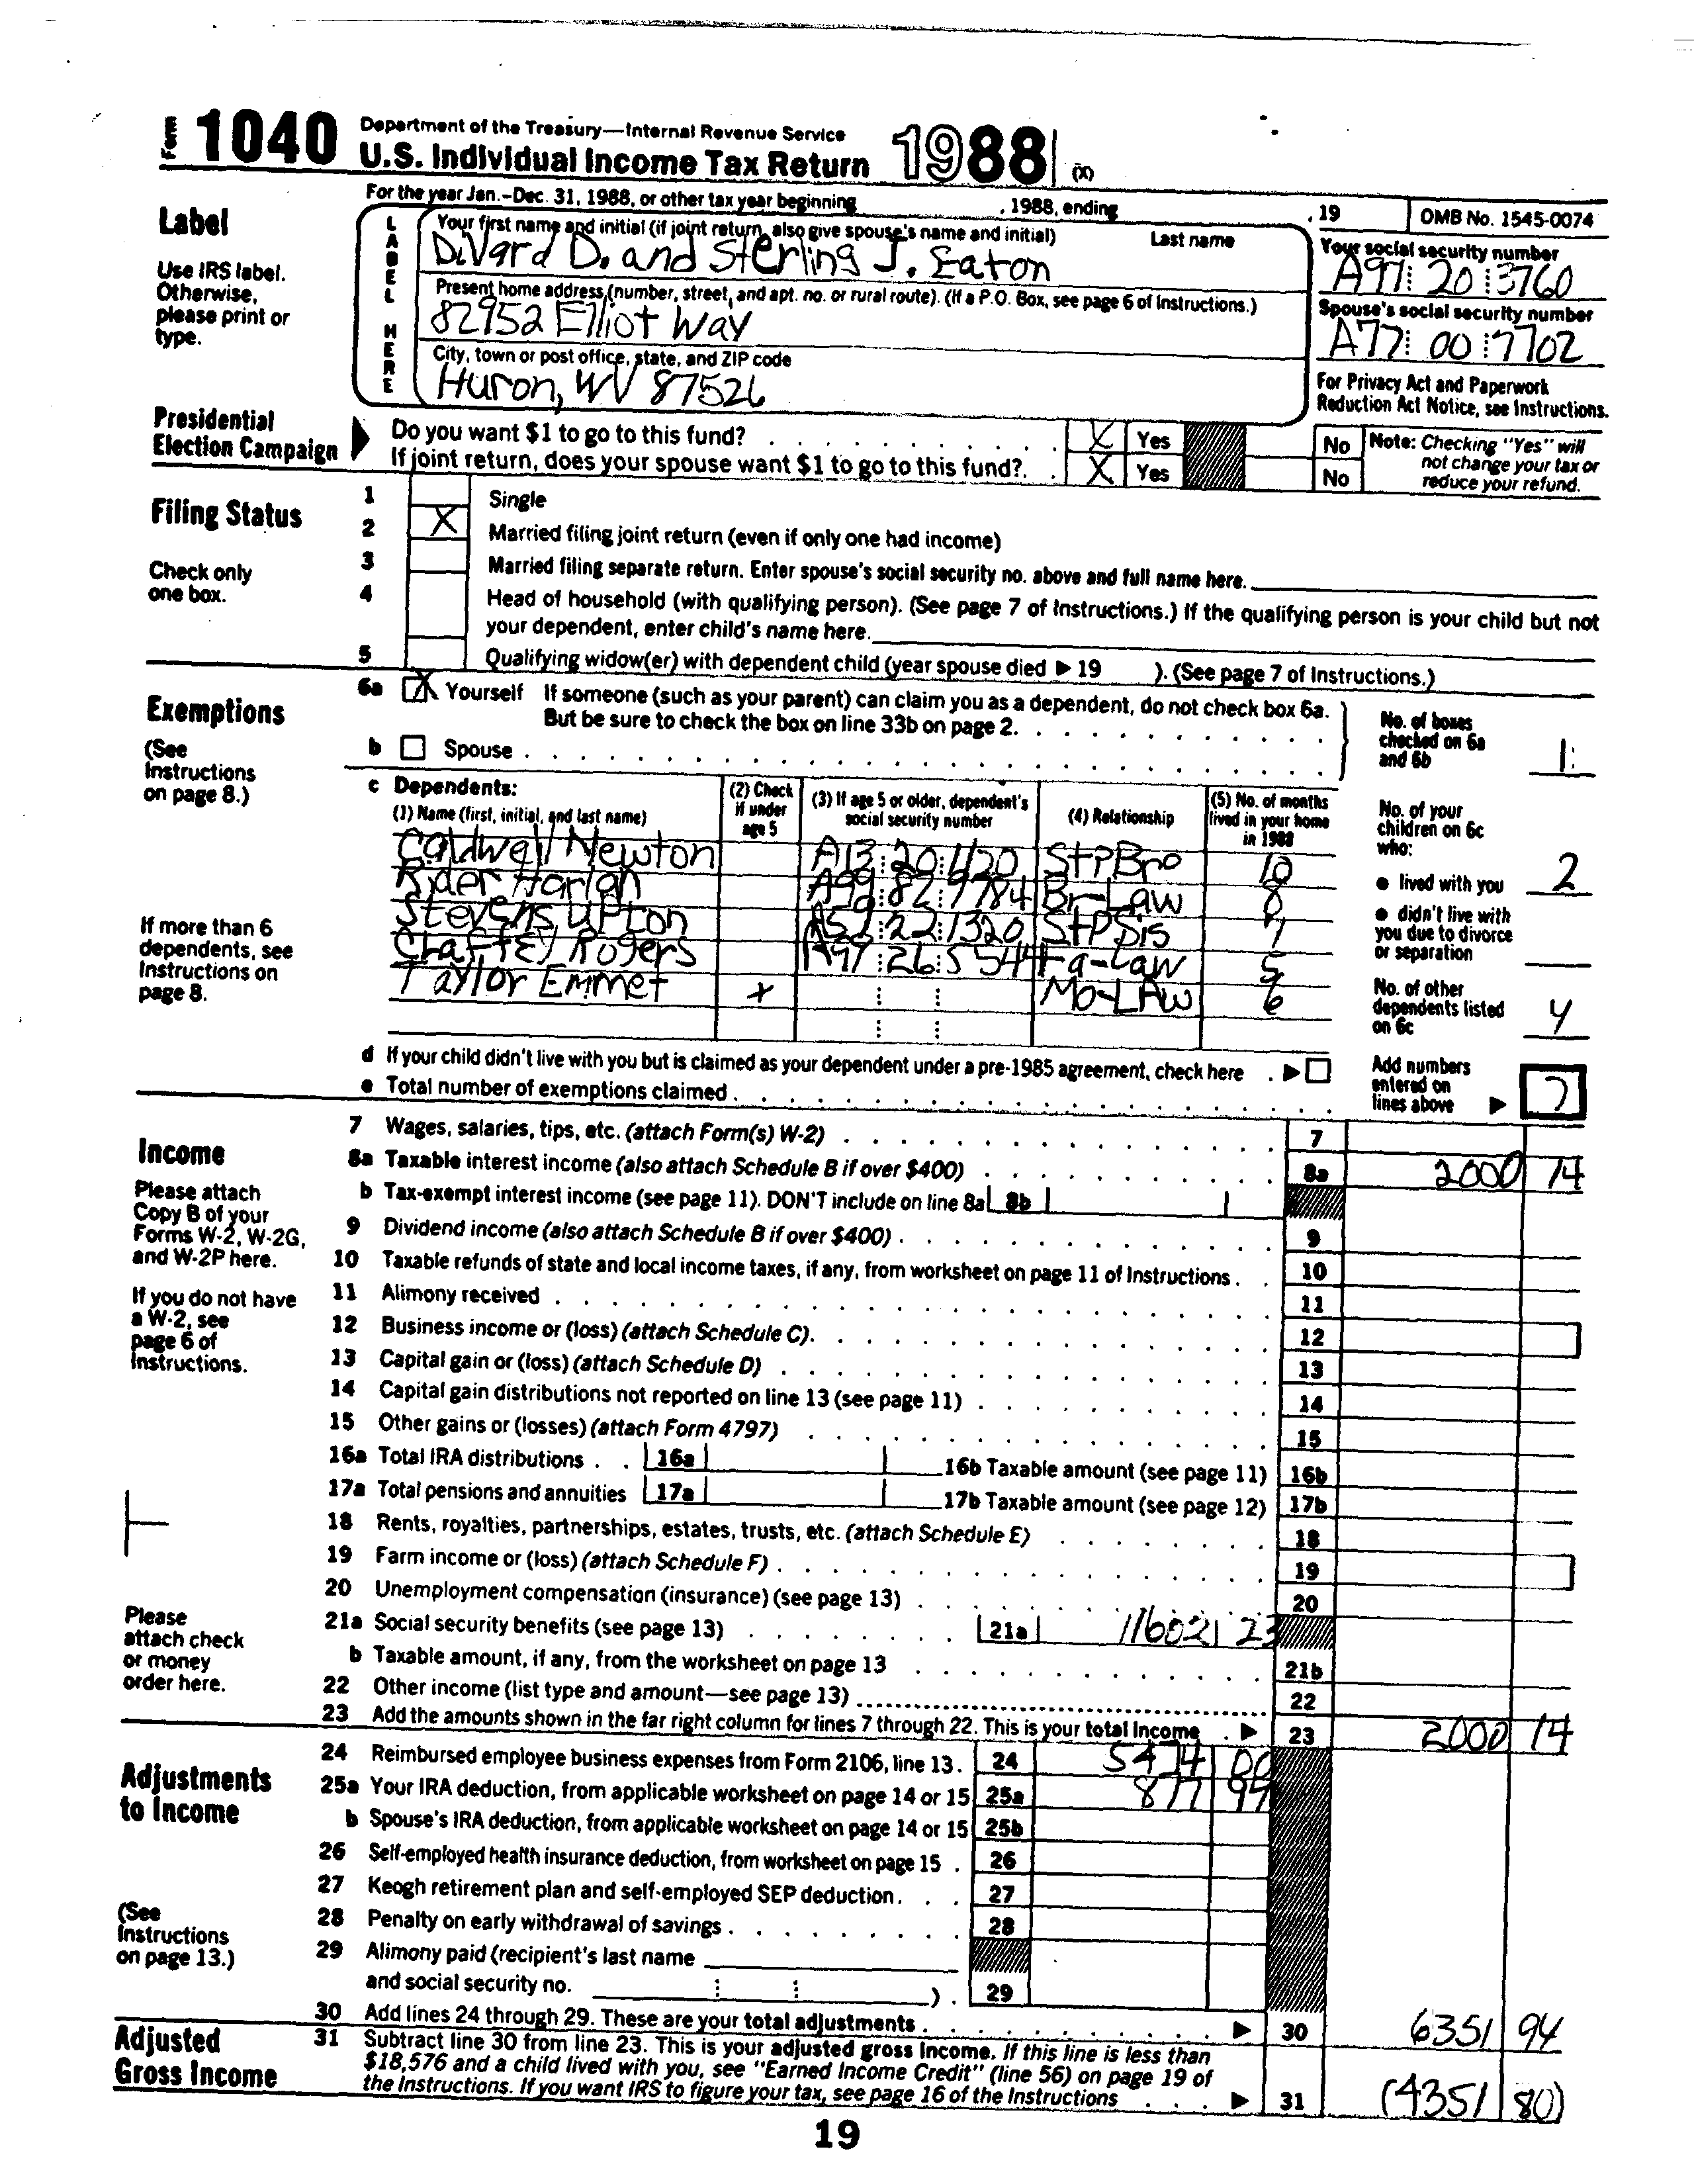 Form 1040 Department of the Treasury—Internal Revenue Service
U.S. Individual Income Tax Return 1988 (X)
For the year Jan.–Dec. 31, 1988, or other tax year beginning , 1988, ending , 19 OMB No. 1545-0074
Label
Use IRS label. Otherwise, please print or type.
LABEL HERE
Your first name and initial (if joint return, also give spouse's name and initial) Last name
DiVard D. and Sterling J. Eaton
Your social security number
A97 20 3760
Present home address (number, street, and apt. no. or rural route). (If a P.O. Box, see page 6 of Instructions.)
82952 Elliot Way
Spouse's social security number
A77 00 7702
City, town or post office, state, and ZIP code
Huron, WV 87526
For Privacy Act and Paperwork Reduction Act Notice, see Instructions.
Presidential Election Campaign
Do you want $1 to go to this fund? X Yes No
If joint return, does your spouse want $1 to go to this fund? X Yes No
Note: Checking "Yes" will not change your tax or reduce your refund.
Filing Status
Check only one box.
1 Single
2 X Married filing joint return (even if only one had income)
3 Married filing separate return. Enter spouse's social security no. above and full name here.
4 Head of household (with qualifying person). (See page 7 of Instructions.) If the qualifying person is your child but not
your dependent, enter child's name here.
5 Qualifying widow(er) with dependent child (year spouse died ▶ 19 ). (See page 7 of Instructions.)
Exemptions
(See Instructions on page 8.)
6a X Yourself If someone (such as your parent) can claim you as a dependent, do not check box 6a.
But be sure to check the box on line 33b on page 2.
b Spouse
No. of boxes checked on 6a and 6b 1
c Dependents:
(1) Name (first, initial, and last name) (2) Check if under age 5 (3) If age 5 or older, dependent's social security number (4) Relationship (5) No. of months lived in your home in 1988
Caldwell Newton A13 20 1420 StPBro 10
Rider Harlan A99 82 9784 Br-Law 8
Stevens Upton A59 22 1320 StPSis 7
Chaffey Rogers A97 26 5544 Fa-Law 5
Taylor Emmet X Mo-LAW 6
If more than 6 dependents, see Instructions on page 8.
No. of your children on 6c who:
● lived with you 2
● didn't live with you due to divorce or separation
No. of other dependents listed on 6c 4
d If your child didn't live with you but is claimed as your dependent under a pre-1985 agreement, check here
e Total number of exemptions claimed
Add numbers entered on lines above ▶ 7
Income
Please attach Copy B of your Forms W-2, W-2G, and W-2P here.
If you do not have a W-2, see page 6 of Instructions.
Please attach check or money order here.
7 Wages, salaries, tips, etc. (attach Form(s) W-2) 7
8a Taxable interest income (also attach Schedule B if over $400) 8a 2000 14
b Tax-exempt interest income (see page 11). DON'T include on line 8a 8b
9 Dividend income (also attach Schedule B if over $400) 9
10 Taxable refunds of state and local income taxes, if any, from worksheet on page 11 of Instructions 10
11 Alimony received 11
12 Business income or (loss) (attach Schedule C) 12
13 Capital gain or (loss) (attach Schedule D) 13
14 Capital gain distributions not reported on line 13 (see page 11) 14
15 Other gains or (losses) (attach Form 4797) 15
16a Total IRA distributions 16a 16b Taxable amount (see page 11) 16b
17a Total pensions and annuities 17a 17b Taxable amount (see page 12) 17b
18 Rents, royalties, partnerships, estates, trusts, etc. (attach Schedule E) 18
19 Farm income or (loss) (attach Schedule F) 19
20 Unemployment compensation (insurance) (see page 13) 20
21a Social security benefits (see page 13) 21a 11602 23
b Taxable amount, if any, from the worksheet on page 13 21b
22 Other income (list type and amount—see page 13) 22
23 Add the amounts shown in the far right column for lines 7 through 22. This is your total income ▶ 23 2000 14
Adjustments to Income
(See Instructions on page 13.)
24 Reimbursed employee business expenses from Form 2106, line 13. 24 5474 00
25a Your IRA deduction, from applicable worksheet on page 14 or 15 25a 877 94
b Spouse's IRA deduction, from applicable worksheet on page 14 or 15 25b
26 Self-employed health insurance deduction, from worksheet on page 15 26
27 Keogh retirement plan and self-employed SEP deduction 27
28 Penalty on early withdrawal of savings 28
29 Alimony paid (recipient's last name
and social security no. ) 29
30 Add lines 24 through 29. These are your total adjustments ▶ 30 6351 94
Adjusted Gross Income
31 Subtract line 30 from line 23. This is your adjusted gross income. If this line is less than
$18,576 and a child lived with you, see "Earned Income Credit" (line 56) on page 19 of
the Instructions. If you want IRS to figure your tax, see page 16 of the Instructions ▶ 31 (4351 80)
19